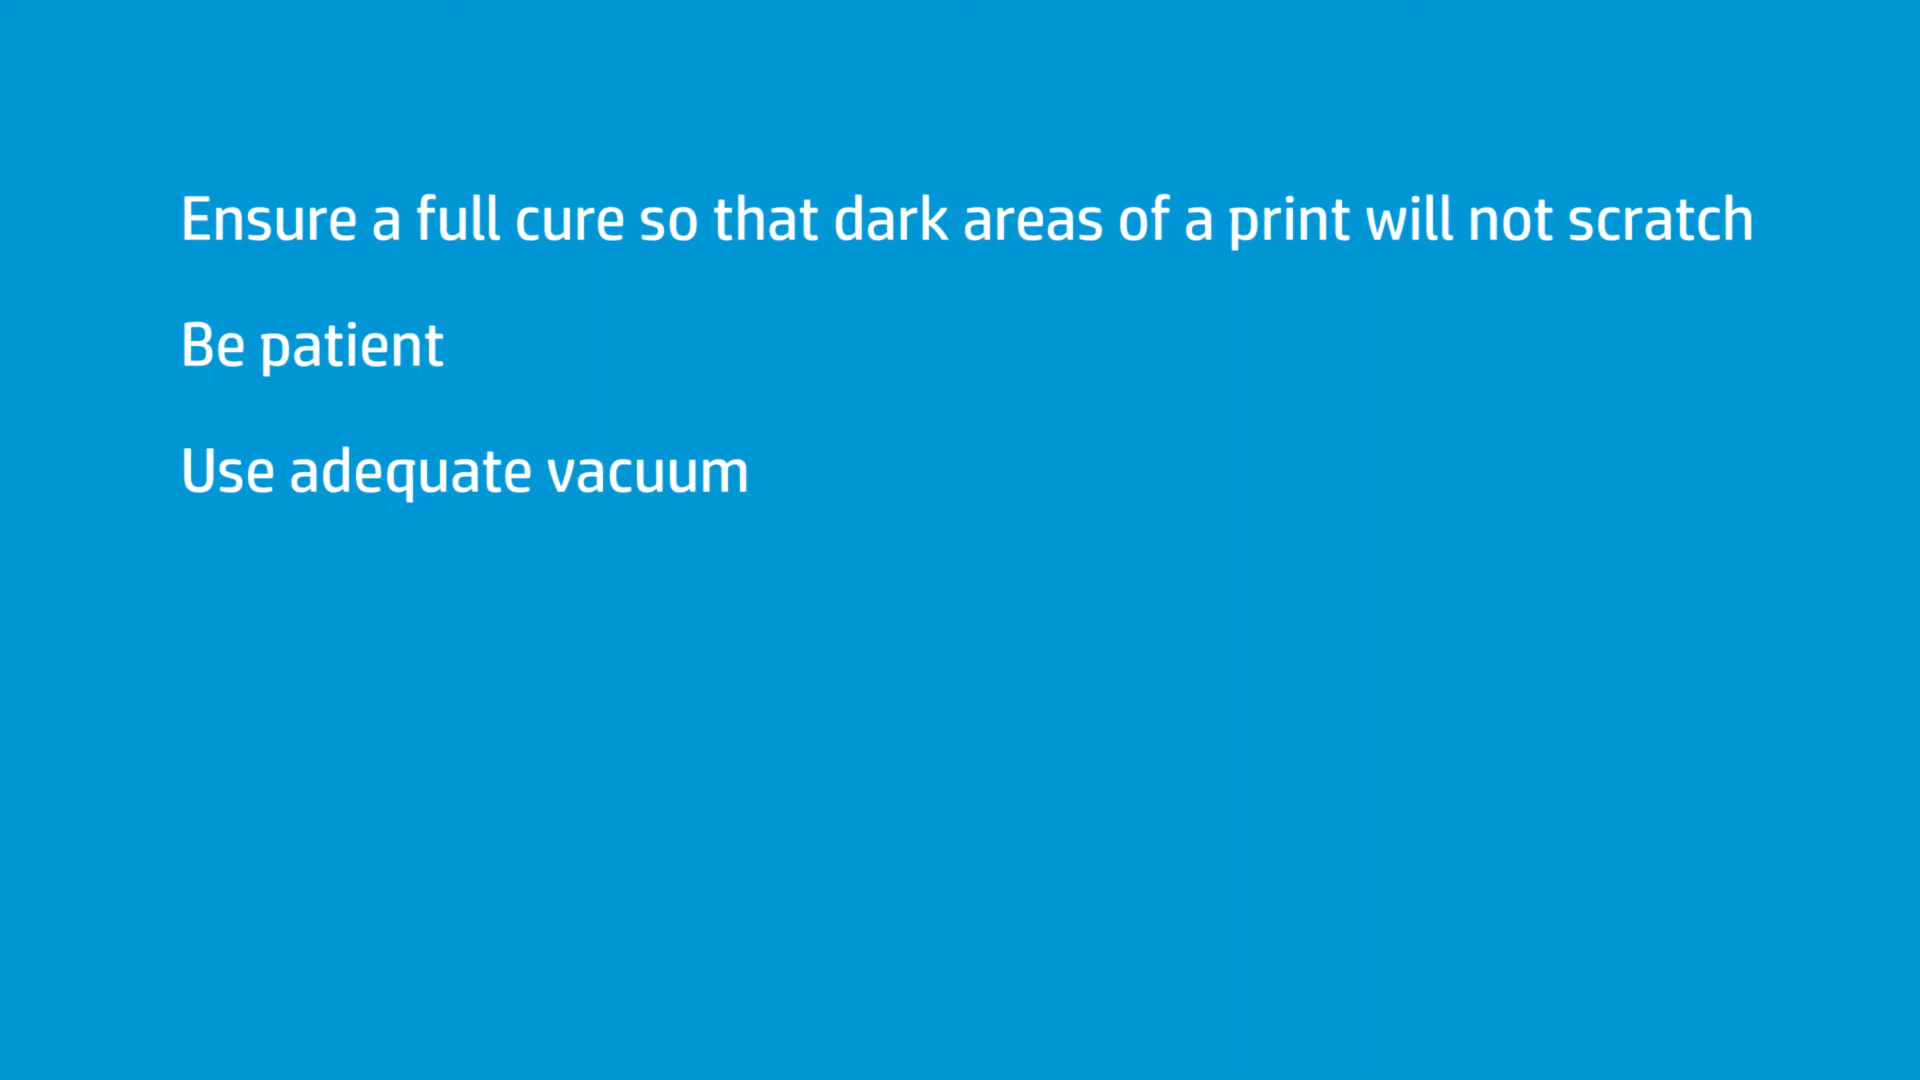 Ensure a full cure so that dark areas of a print will not scratch
Be patient
Use adequate vacuum